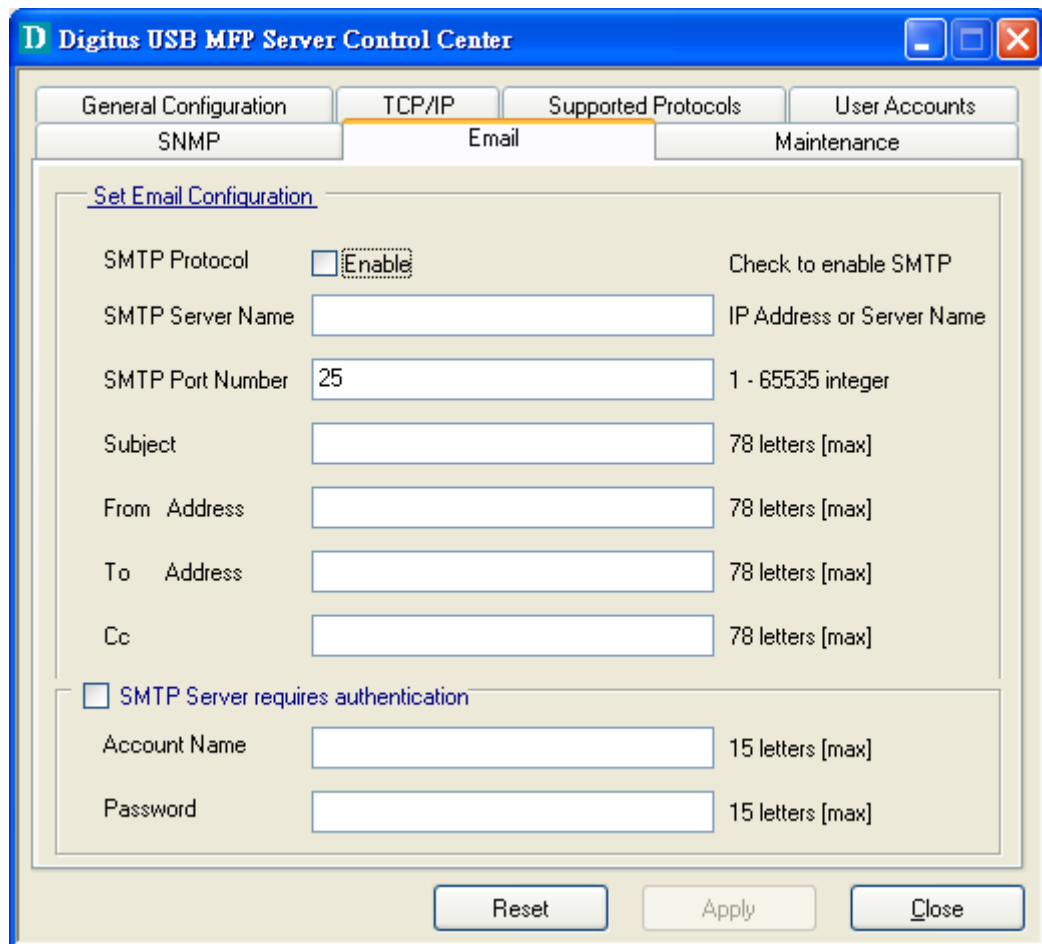 D Digitus USB MFP Server Control Center
General Configuration TCP/IP Supported Protocols User Accounts
SNMP Email Maintenance
Set Email Configuration
SMTP Protocol Enable Check to enable SMTP
SMTP Server Name IP Address or Server Name
SMTP Port Number 25 1 - 65535 integer
Subject 78 letters [max]
From Address 78 letters [max]
To Address 78 letters [max]
Cc 78 letters [max]
SMTP Server requires authentication
Account Name 15 letters [max]
Password 15 letters [max]
Reset Apply Close